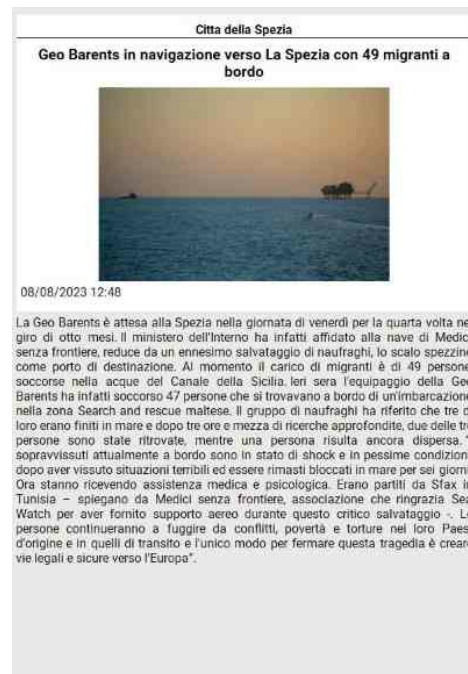 Citta della Spezia
Geo Barents in navigazione verso La Spezia con 49 migranti a
bordo
08/08/2023 12:48
La Geo Barents è attesa alla Spezia nella giornata di venerdì per la quarta volta nel
giro di otto mesi. Il ministero dell'Interno ha infatti affidato alla nave di Medici
senza frontiere, reduce da un ennesimo salvataggio di naufraghi, lo scalo spezzino
come porto di destinazione. Al momento il carico di migranti è di 49 persone
soccorse nella acque del Canale della Sicilia. Ieri sera l'equipaggio della Geo
Barents ha infatti soccorso 47 persone che si trovavano a bordo di un'imbarcazione
nella zona Search and rescue maltese. Il gruppo di naufraghi ha riferito che tre di
loro erano finiti in mare e dopo tre ore e mezza di ricerche approfondite, due delle tre
persone sono state ritrovate, mentre una persona risulta ancora dispersa. "I
sopravvissuti attualmente a bordo sono in stato di shock e in pessime condizioni
dopo aver vissuto situazioni terribili ed essere rimasti bloccati in mare per sei giorni.
Ora stanno ricevendo assistenza medica e psicologica. Erano partiti da Sfax in
Tunisia – spiegano da Medici senza frontiere, associazione che ringrazia Sea
Watch per aver fornito supporto aereo durante questo critico salvataggio -. Le
persone continueranno a fuggire da conflitti, povertà e torture nel loro Paese
d'origine e in quelli di transito e l'unico modo per fermare questa tragedia è creare
vie legali e sicure verso l'Europa".